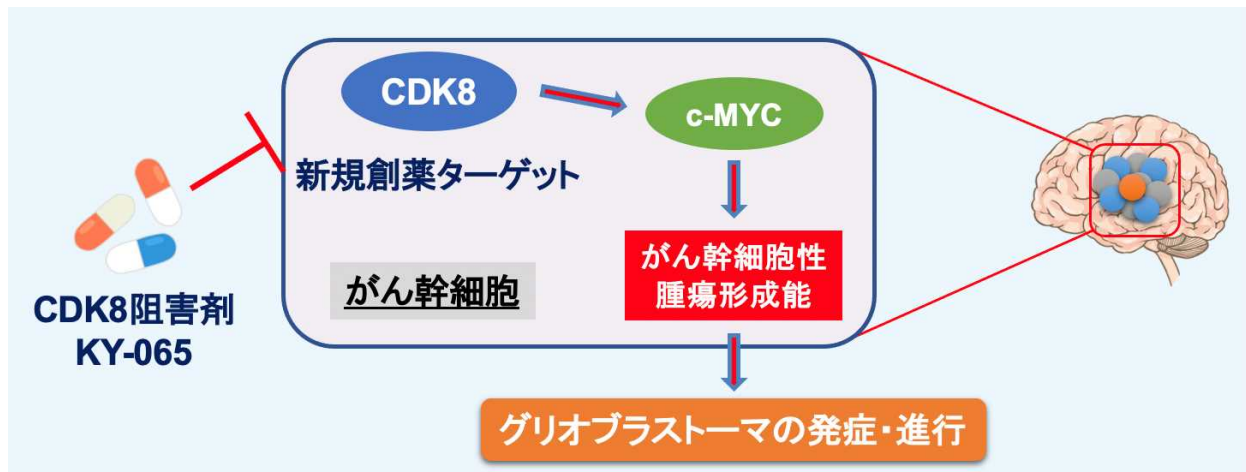 CDK8
c-MYC
新規創薬ターゲット
がん幹細胞性
腫瘍形成能
がん幹細胞
CDK8阻害剤
KY-065
グリオブラストーマの発症・進行